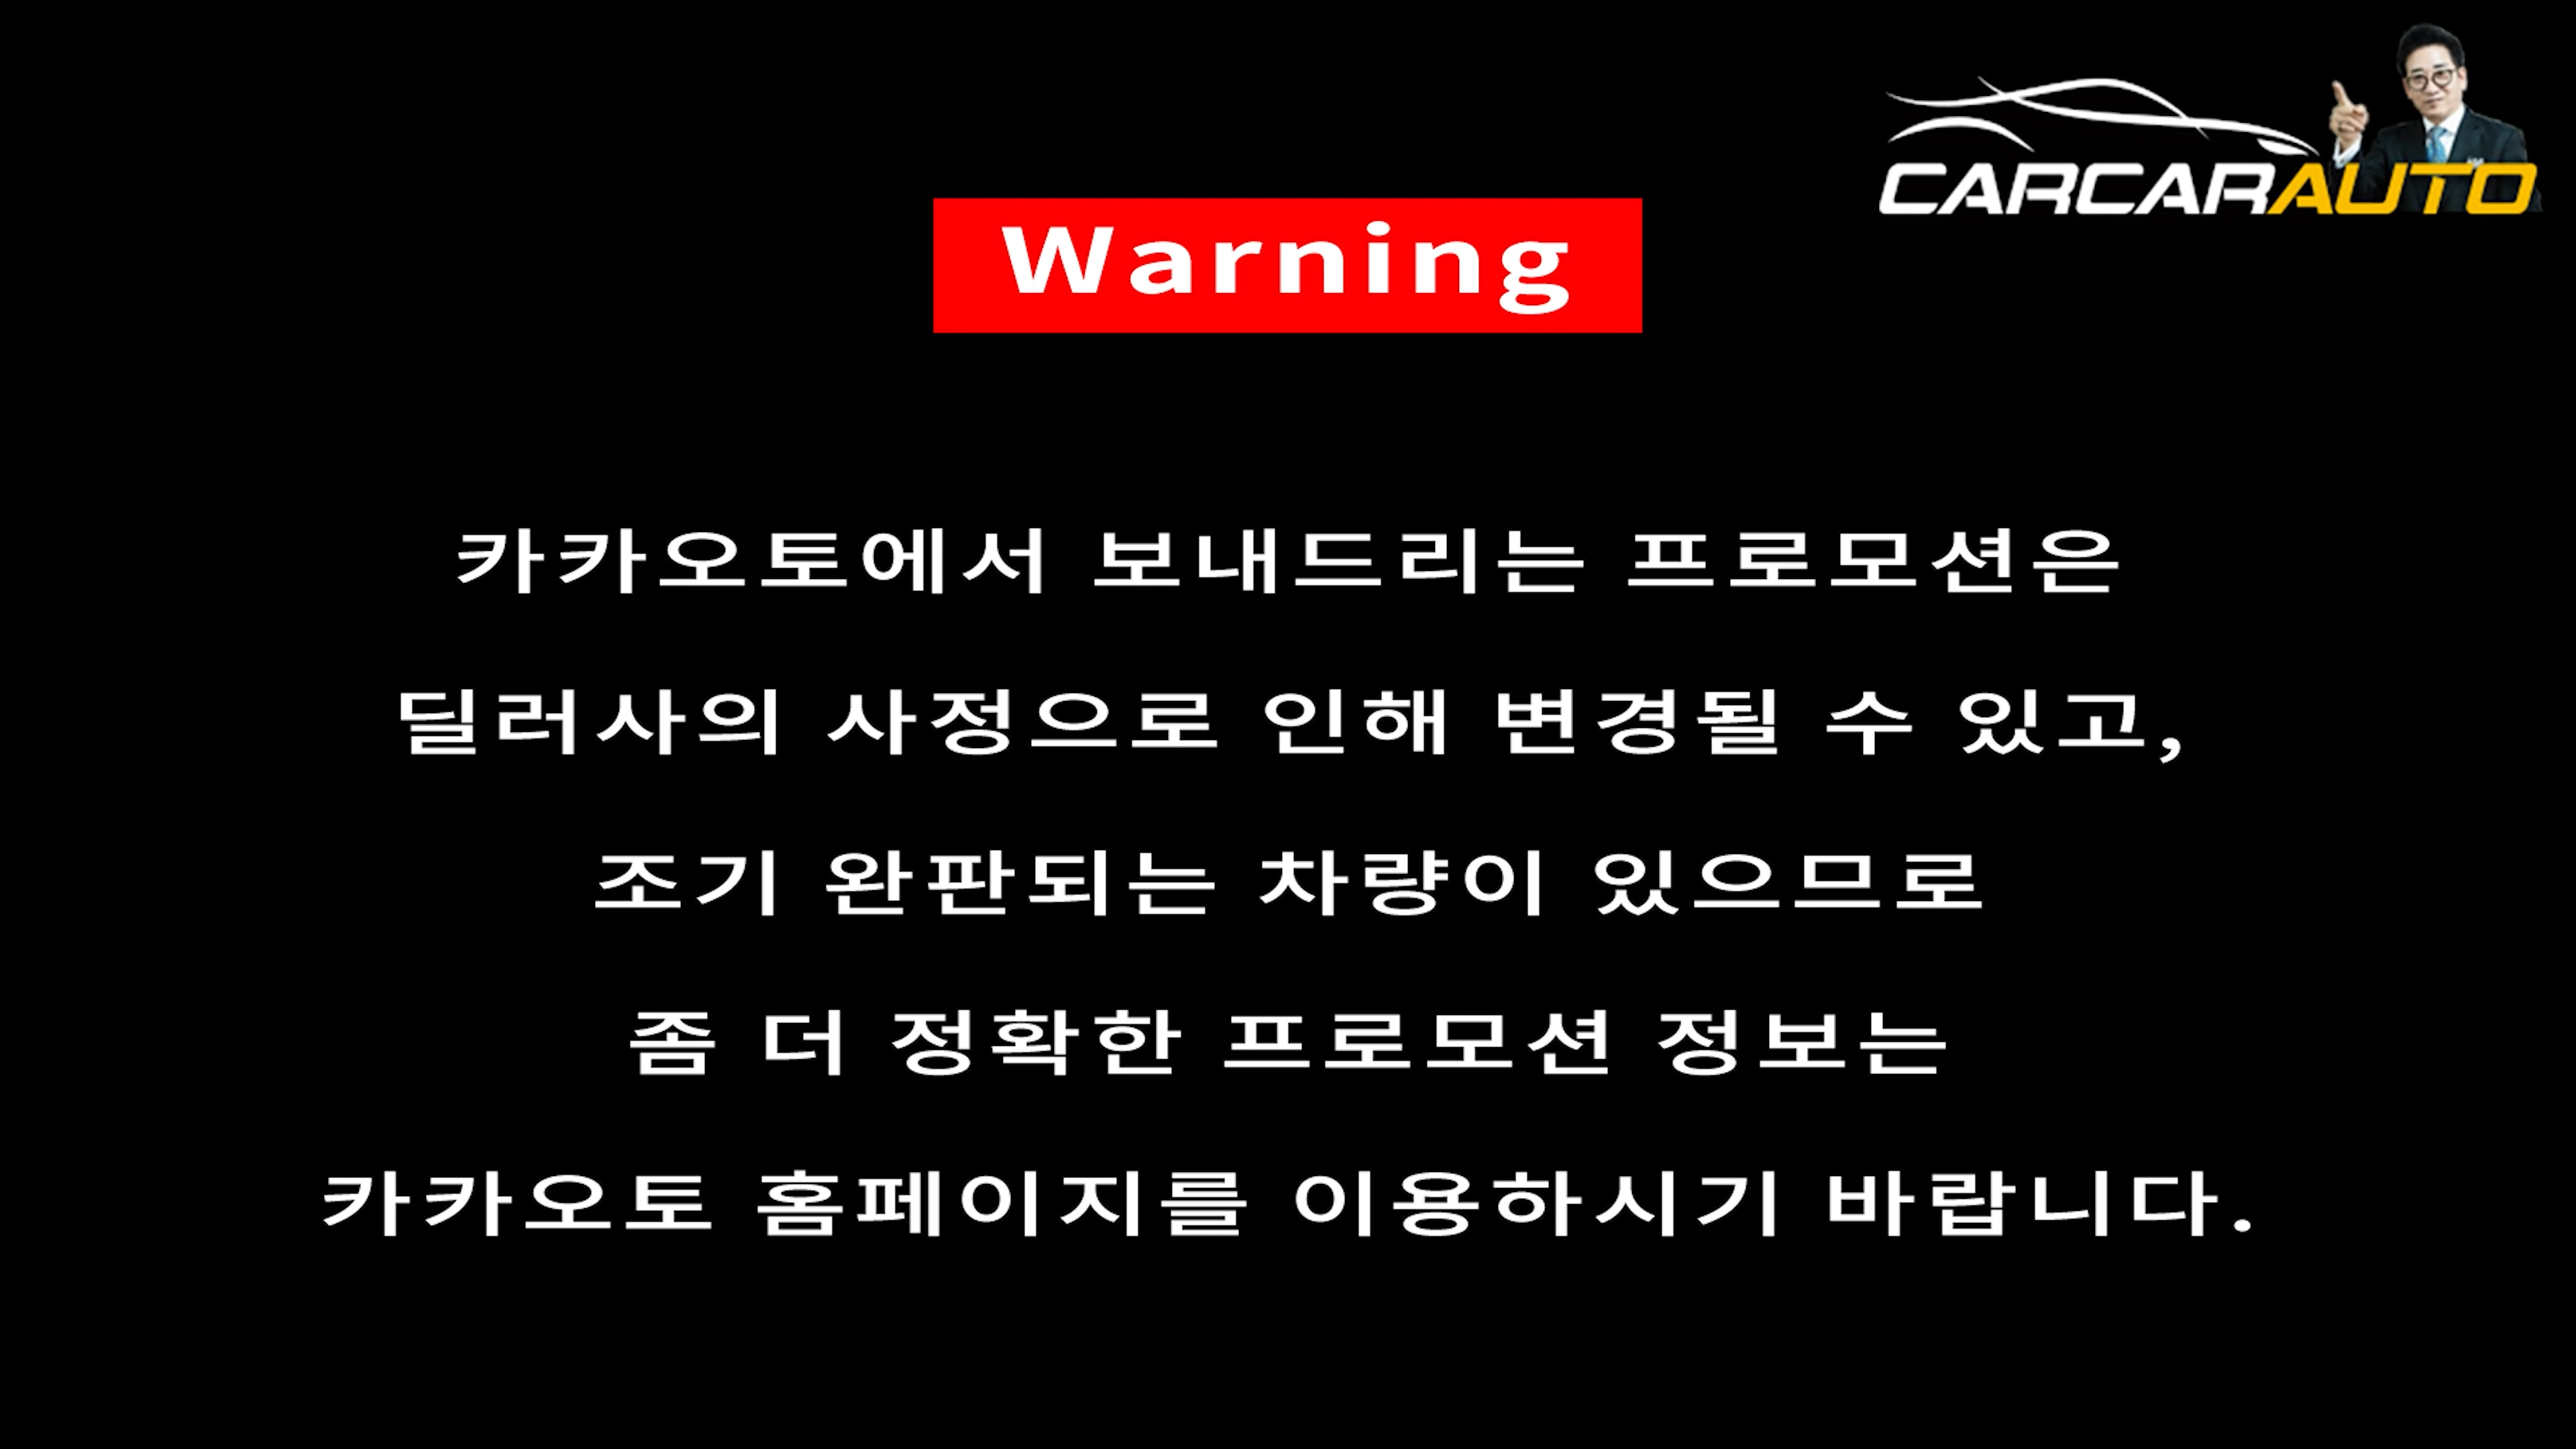 CARCARAUTO
Warning
카카오토에서 보내드리는 프로모션은
딜러사의 사정으로 인해 변경될 수 있고,
조기 완판되는 차량이 있으므로
좀 더 정확한 프로모션 정보는
카카오토 홈페이지를 이용하시기 바랍니다.